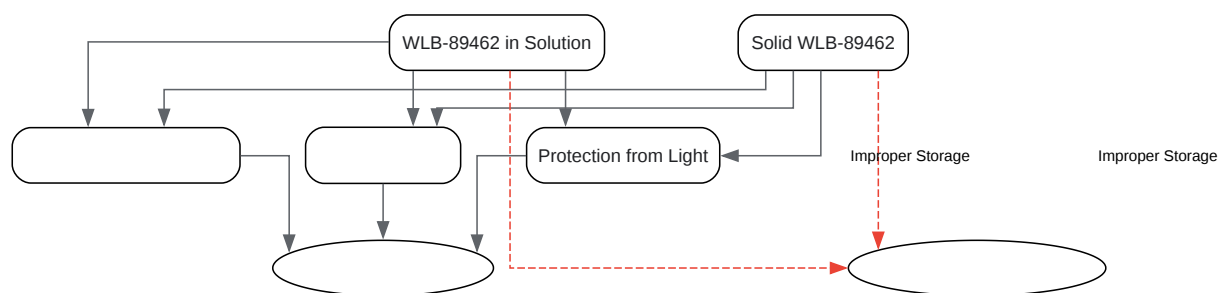 WLB-89462 in Solution
Solid WLB-89462
Protection from Light
Improper Storage
Improper Storage